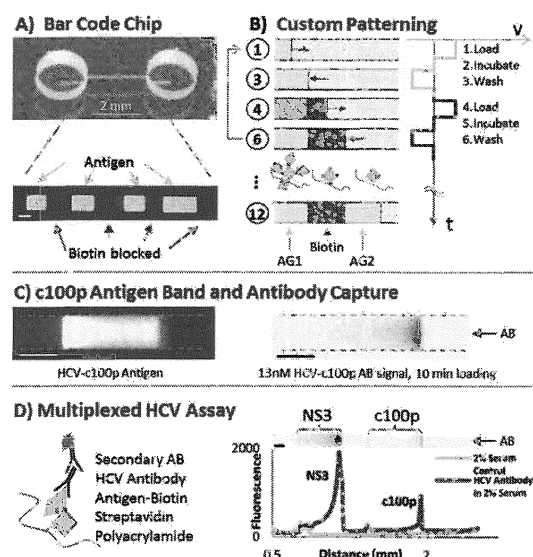 A) Bar Code Chip
2 mm
Antigen
Biotin blocked
B) Custom Patterning
V
1
3
4
6
12
1.Load
2.Incubate
3.Wash
4.Load
5.Incubate
6.Wash
t
Biotin
AG1
AG2
C) c100p Antigen Band and Antibody Capture
AB
HCV-c100p Antigen
13nM HCV-c100p AB signal, 10 min loading
D) Multiplexed HCV Assay
Secondary AB
HCV Antibody
Antigen-Biotin
Streptavidin
Polyacrylamide
NS3
c100p
AB
2000
0
Fluorescence
NS3
c100p
2% Serum
Control
HCV Antibody
in 2% Serum
0.5
Distance (mm)